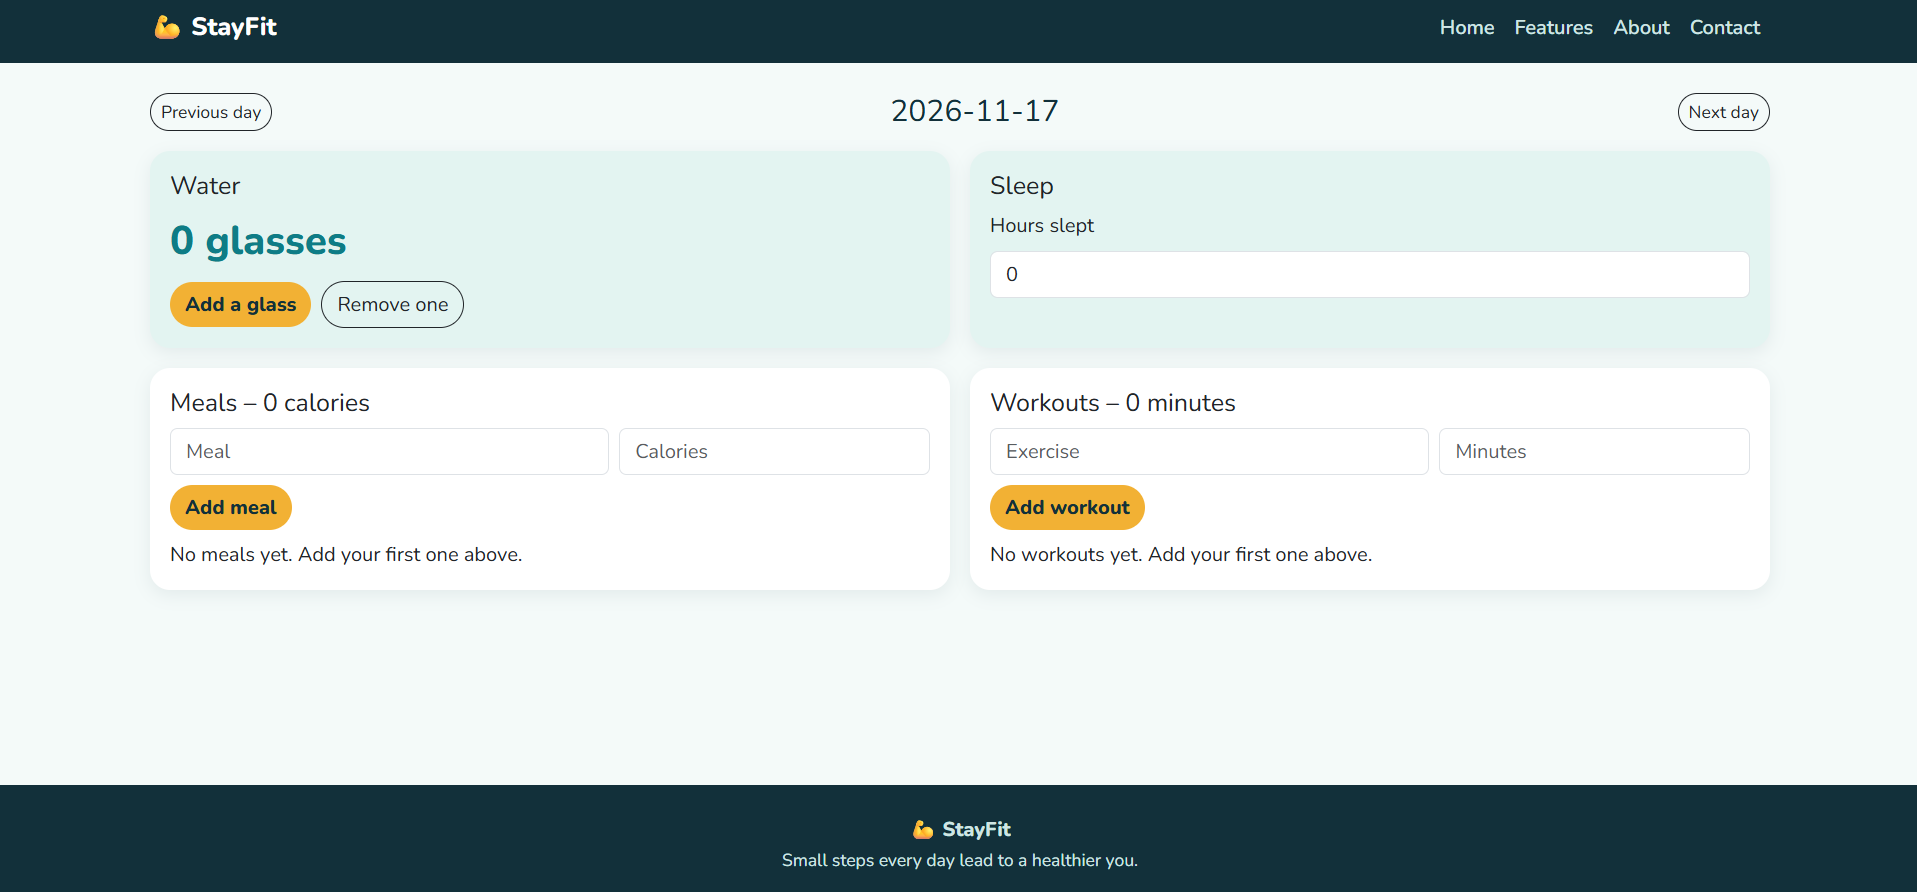 💪 StayFit
Home Features About Contact
Previous day
2026-11-17
Next day
Water
0 glasses
Add a glass
Remove one
Sleep
Hours slept
0
Meals – 0 calories
Meal
Calories
Add meal
No meals yet. Add your first one above.
Workouts – 0 minutes
Exercise
Minutes
Add workout
No workouts yet. Add your first one above.
💪 StayFit
Small steps every day lead to a healthier you.